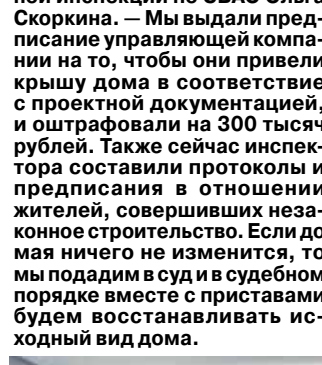 ной инспекции по СВАО Ольга
Скоркина. — Мы выдали пред-
писание управляющей компа-
нии на то, чтобы они привели
крышу дома в соответствие
с проектной документацией,
и оштрафовали на 300 тысяч
рублей. Также сейчас инспек-
тора составили протоколы и
предписания в отношении
жителей, совершивших неза-
конное строительство. Если до
мая ничего не изменится, то
мы подадим в суд и в судебном
порядке вместе с приставами
будем восстанавливать ис-
ходный вид дома.